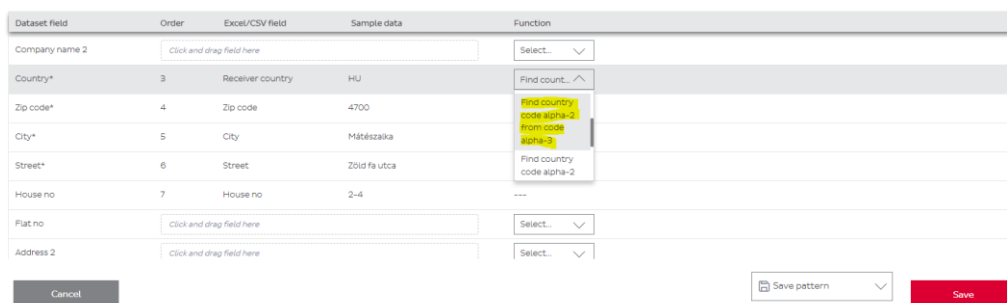 Dataset field Order Excel/CSV field Sample data Function
Company name 2 Click and drag field here Select...
Country* 3 Receiver country HU Find count...
Zip code* 4 Zip code 4700
Find country
code alpha-2
from code
alpha-3
City* 5 City Mátészalka
Street* 6 Street Zöld fa utca
Find country
code alpha-2
House no 7 House no 2-4 ---
Flat no Click and drag field here Select...
Address 2 Click and drag field here Select...
Cancel Save pattern Save